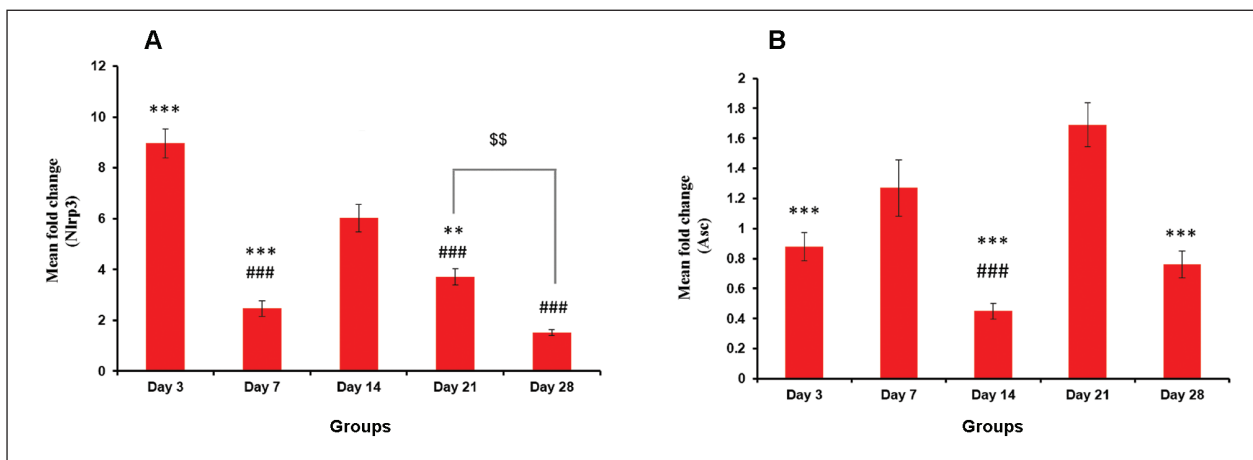 A
12
10
8
6
4
2
0
Mean fold change
(Nlrp3)
***
***
###
**
###
$$
###
Day 3 Day 7 Day 14 Day 21 Day 28
Groups
B
2
1.8
1.6
1.4
1.2
1
0.8
0.6
0.4
0.2
0
Mean fold change
(Asc)
***
***
###
***
Day 3 Day 7 Day 14 Day 21 Day 28
Groups